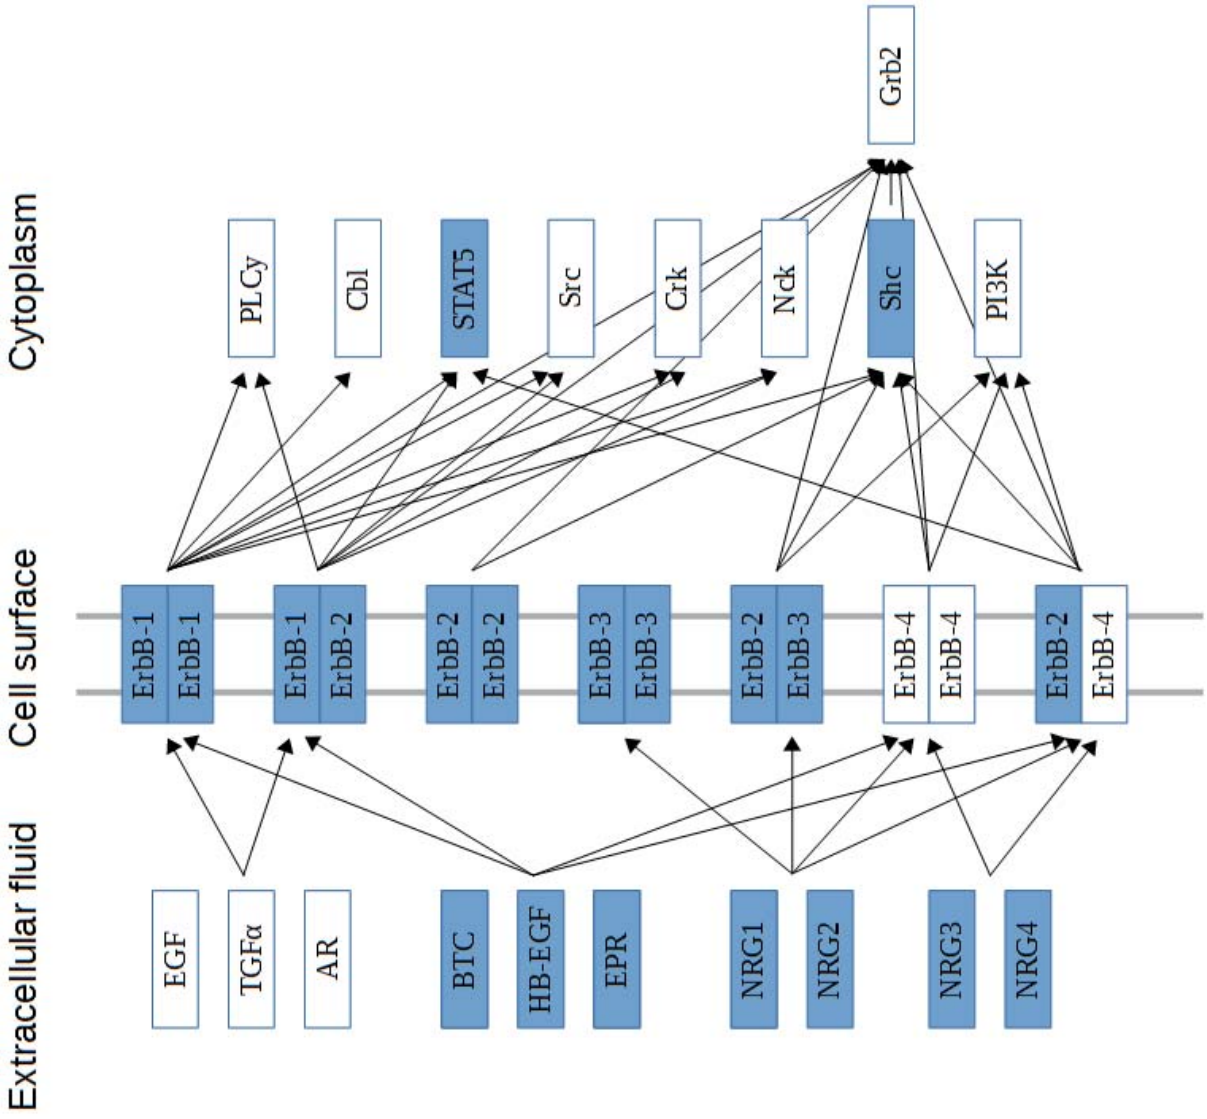 Extracellular fluid
Cell surface
Cytoplasm
EGF
TGFα
AR
BTC
HB-EGF
EPR
NRG1
NRG2
NRG3
NRG4
ErbB-1
ErbB-1
ErbB-1
ErbB-2
ErbB-2
ErbB-2
ErbB-3
ErbB-3
ErbB-2
ErbB-3
ErbB-4
ErbB-4
ErbB-2
ErbB-4
PLCy
Cbl
STAT5
Src
Crk
Nck
Shc
PI3K
Grb2